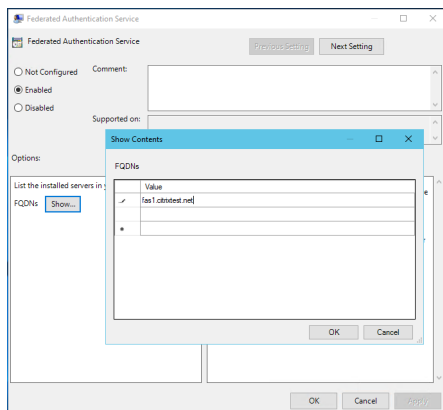 Federated Authentication Service
Federated Authentication Service
Previous Setting
Next Setting
Not Configured
Comment:
Enabled
Disabled
Supported on:
Options:
Show Contents
FQDNs
Value
fas1.citrixtest.net
List the installed servers in
FQDNs
Show...
OK
Cancel
OK
Cancel
Apply